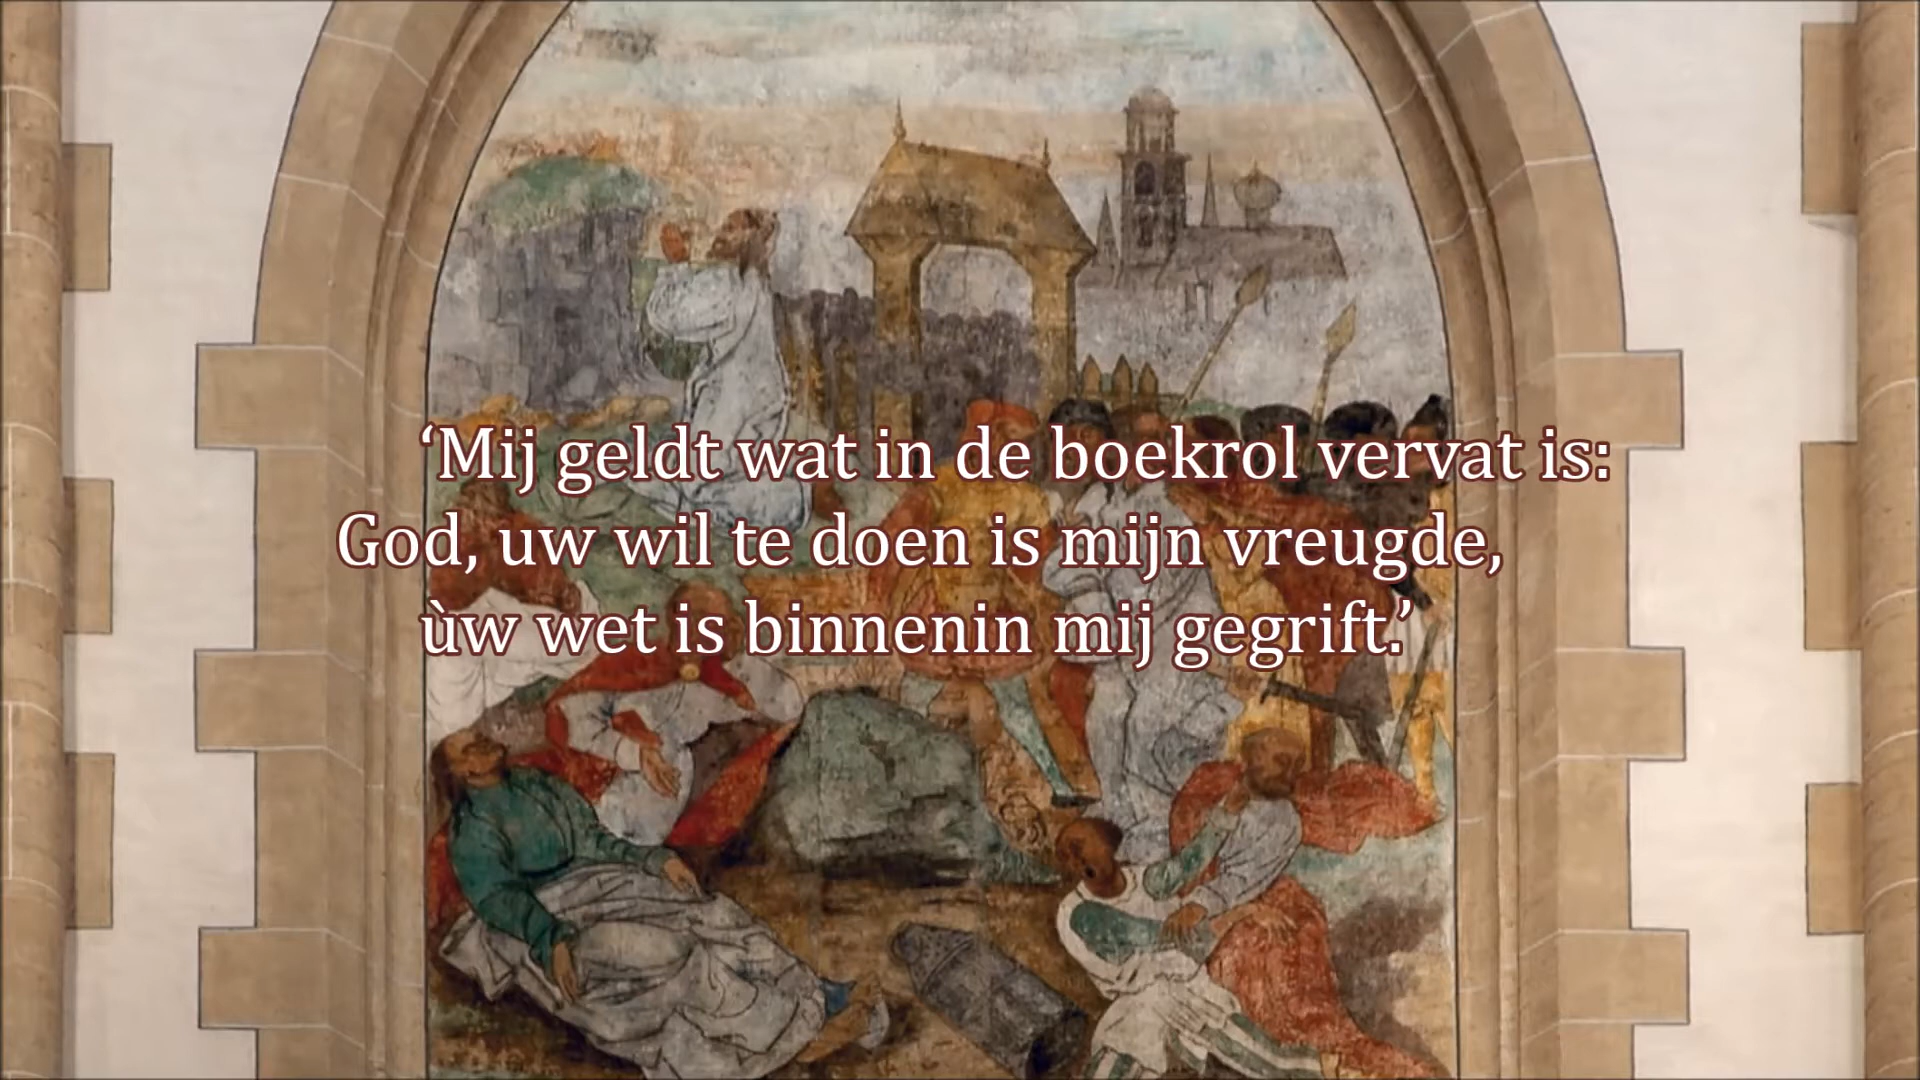 ‘Mij geldt wat in de boekrol vervat is:
God, uw wil te doen is mijn vreugde,
ùw wet is binnenin mij gegrift.’